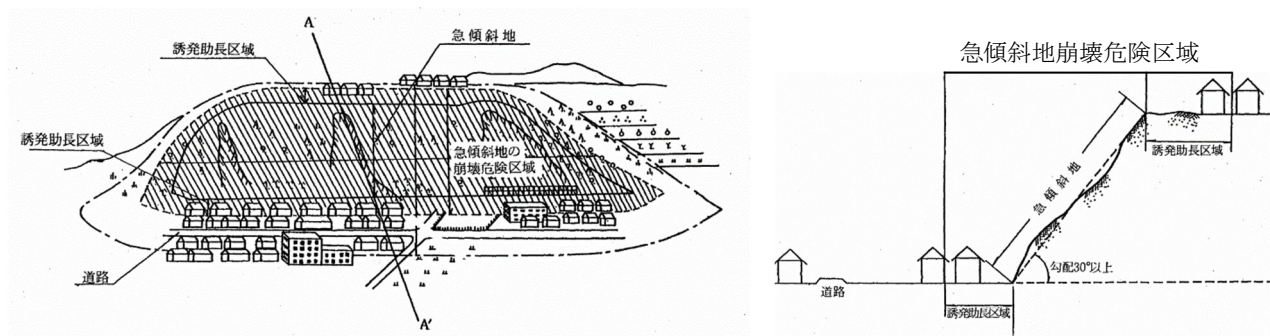 A
誘発助長区域
急傾斜地
誘発助長区域
急傾斜地の
崩壊危険区域
道路
A'
急傾斜地崩壊危険区域
誘発助長区域
急傾斜地
勾配30°以上
道路
誘発助長区域